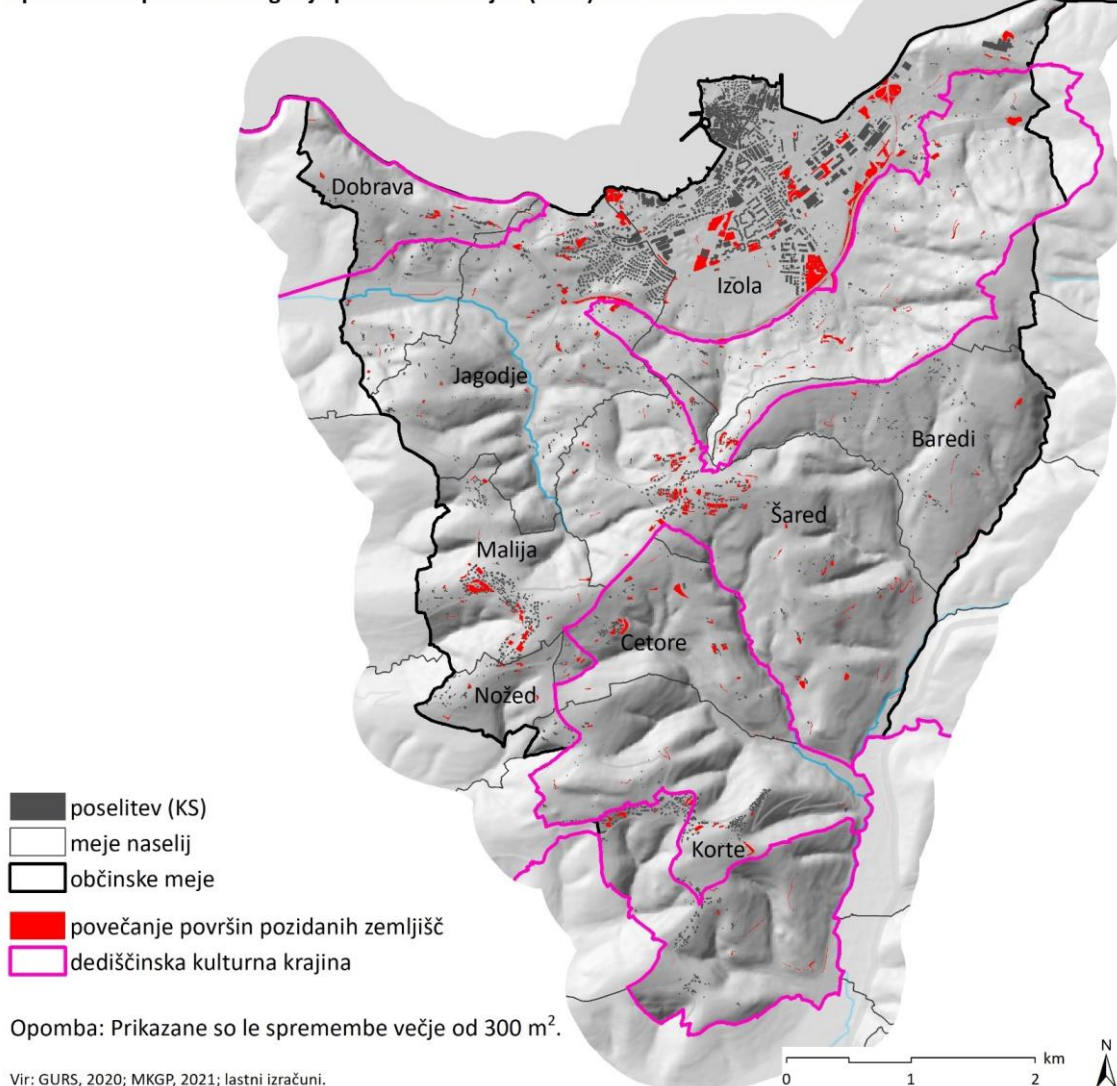 Dobrava
Izola
Jagodje
Baredi
Šared
Malija
Cetore
Nožed
Korte
poselitev (KS)
meje naselij
občinske meje
povečanje površin pozidanih zemljišč
dediščinska kulturna krajina
Opomba: Prikazane so le spremembe večje od 300 m².
Vir: GURS, 2020; MKGP, 2021; lastni izračuni.
km
0 1 2
N